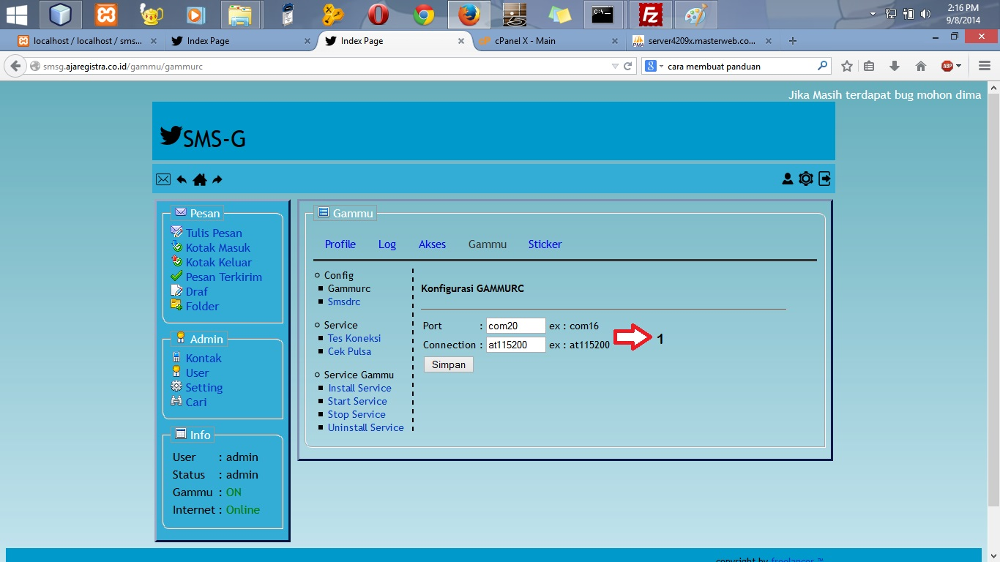 2:16 PM
9/8/2014
localhost / localhost / sms...
Index Page
Index Page
cPanel X - Main
server4209x.masterweb.co...
smsg.ajaregistra.co.id/gammu/gammurc
cara membuat panduan
Jika Masih terdapat bug mohon dima
SMS-G
Pesan
Tulis Pesan
Kotak Masuk
Kotak Keluar
Pesan Terkirim
Draf
Folder
Admin
Kontak
User
Setting
Cari
Info
User : admin
Status : admin
Gammu : ON
Internet : Online
Gammu
Profile Log Akses Gammu Sticker
Config
Gammurc
Smsdrc
Service
Tes Koneksi
Cek Pulsa
Service Gammu
Install Service
Start Service
Stop Service
Uninstall Service
Konfigurasi GAMMURC
Port : com20 ex : com16
Connection : at115200 ex : at115200
1
Simpan
copyright by freelancer ™